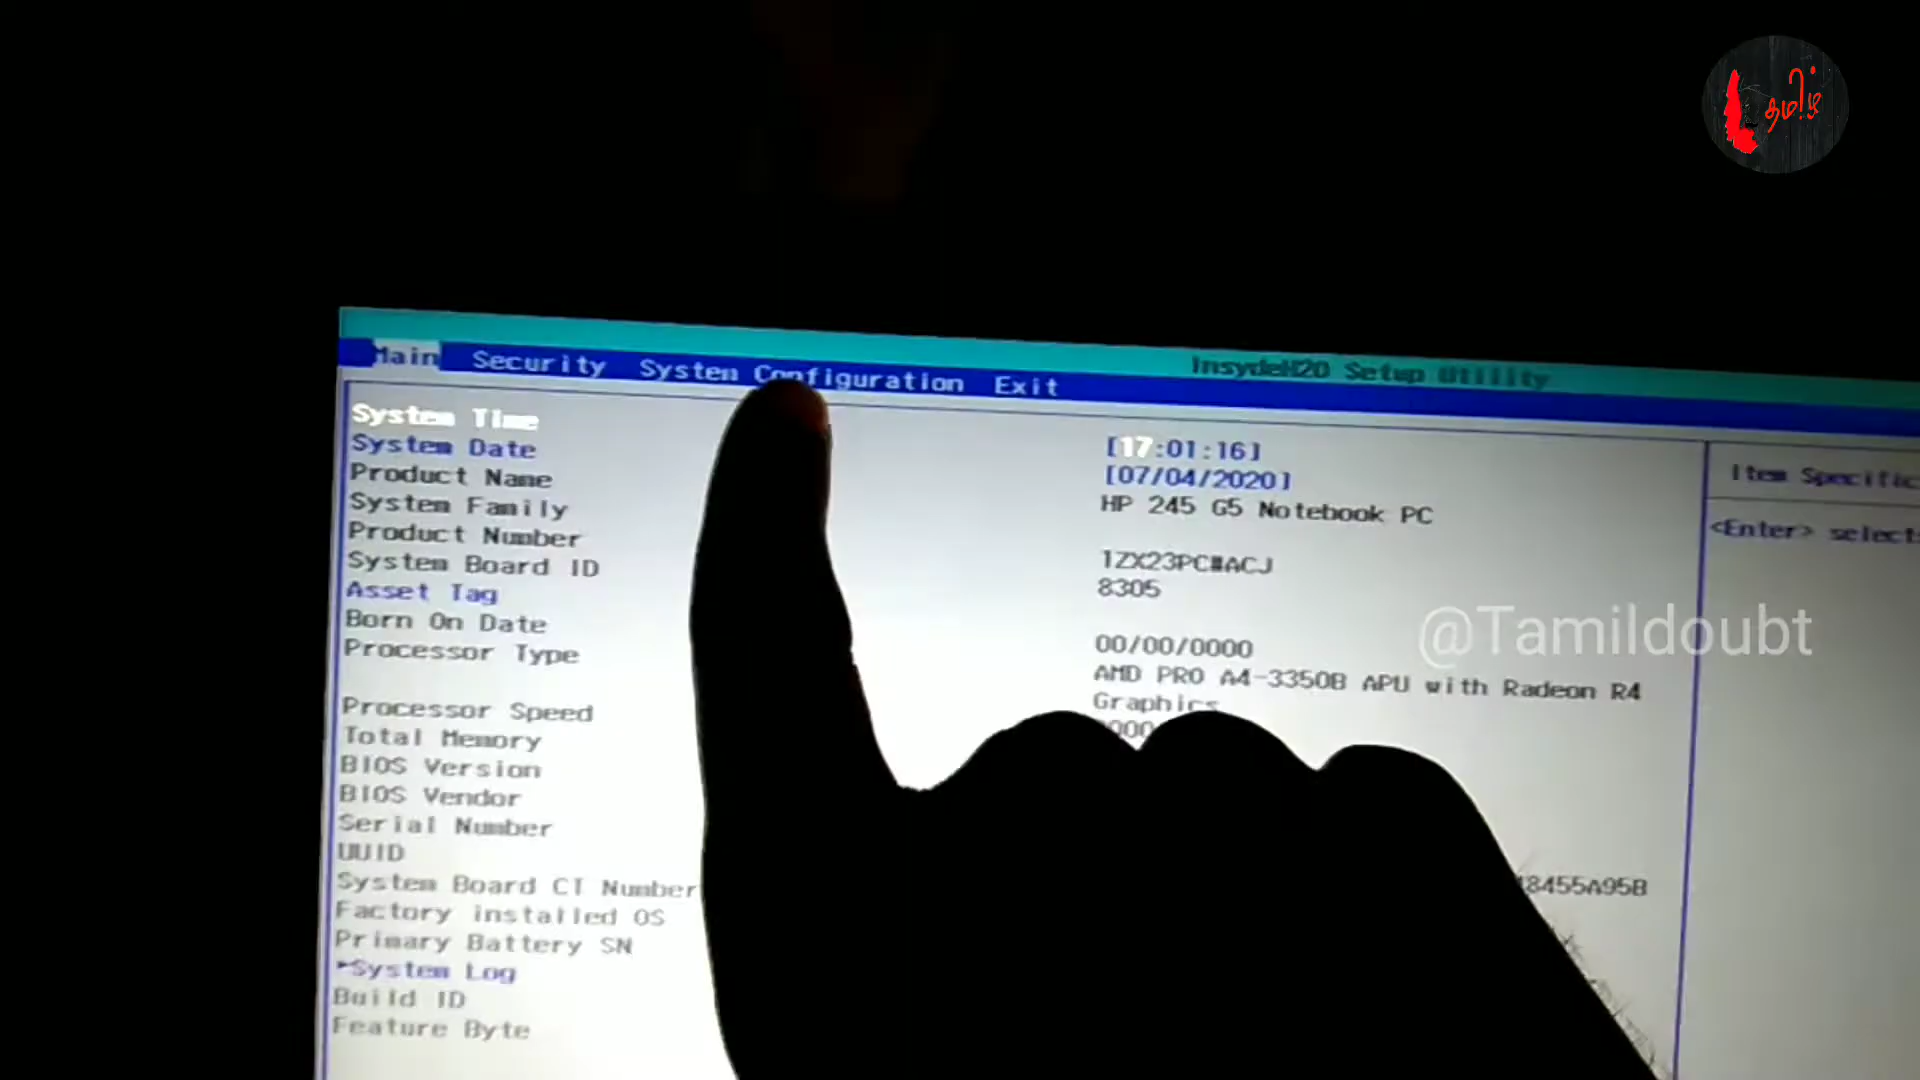 தமிழ்
InsydeH20 Setup Utility
Main Security System Configuration Exit
System Time [17:01:16]
System Date [07/04/2020]
Product Name HP 245 G5 Notebook PC
System Family
Product Number 1ZX23PC#ACJ
System Board ID 8305
Asset Tag
Born On Date 00/00/0000
Processor Type AMD PRO A4-3350B APU with Radeon R4
Graphics
Processor Speed
Total Memory
BIOS Version
BIOS Vendor
Serial Number
UUID 8455A95B
System Board CT Number
Factory installed OS
Primary Battery SN
►System Log
Build ID
Feature Byte
Item Specific
<Enter> select
@Tamildoubt